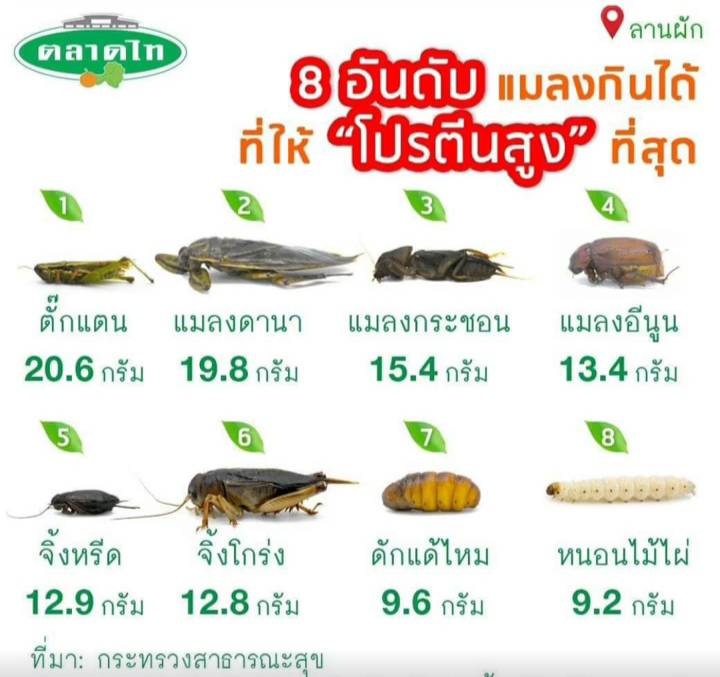 ตลาดไท
ลานผัก
8 อันดับ แมลงกินได้
ที่ให้ “โปรตีนสูง” ที่สุด
1 2 3 4
ตั๊กแตน แมลงดานา แมลงกระชอน แมลงอีนูน
20.6 กรัม 19.8 กรัม 15.4 กรัม 13.4 กรัม
5 6 7 8
จิ้งหรีด จิ้งโกร่ง ดักแด้ไหม หนอนไม้ไผ่
12.9 กรัม 12.8 กรัม 9.6 กรัม 9.2 กรัม
ที่มา: กระทรวงสาธารณะสุข